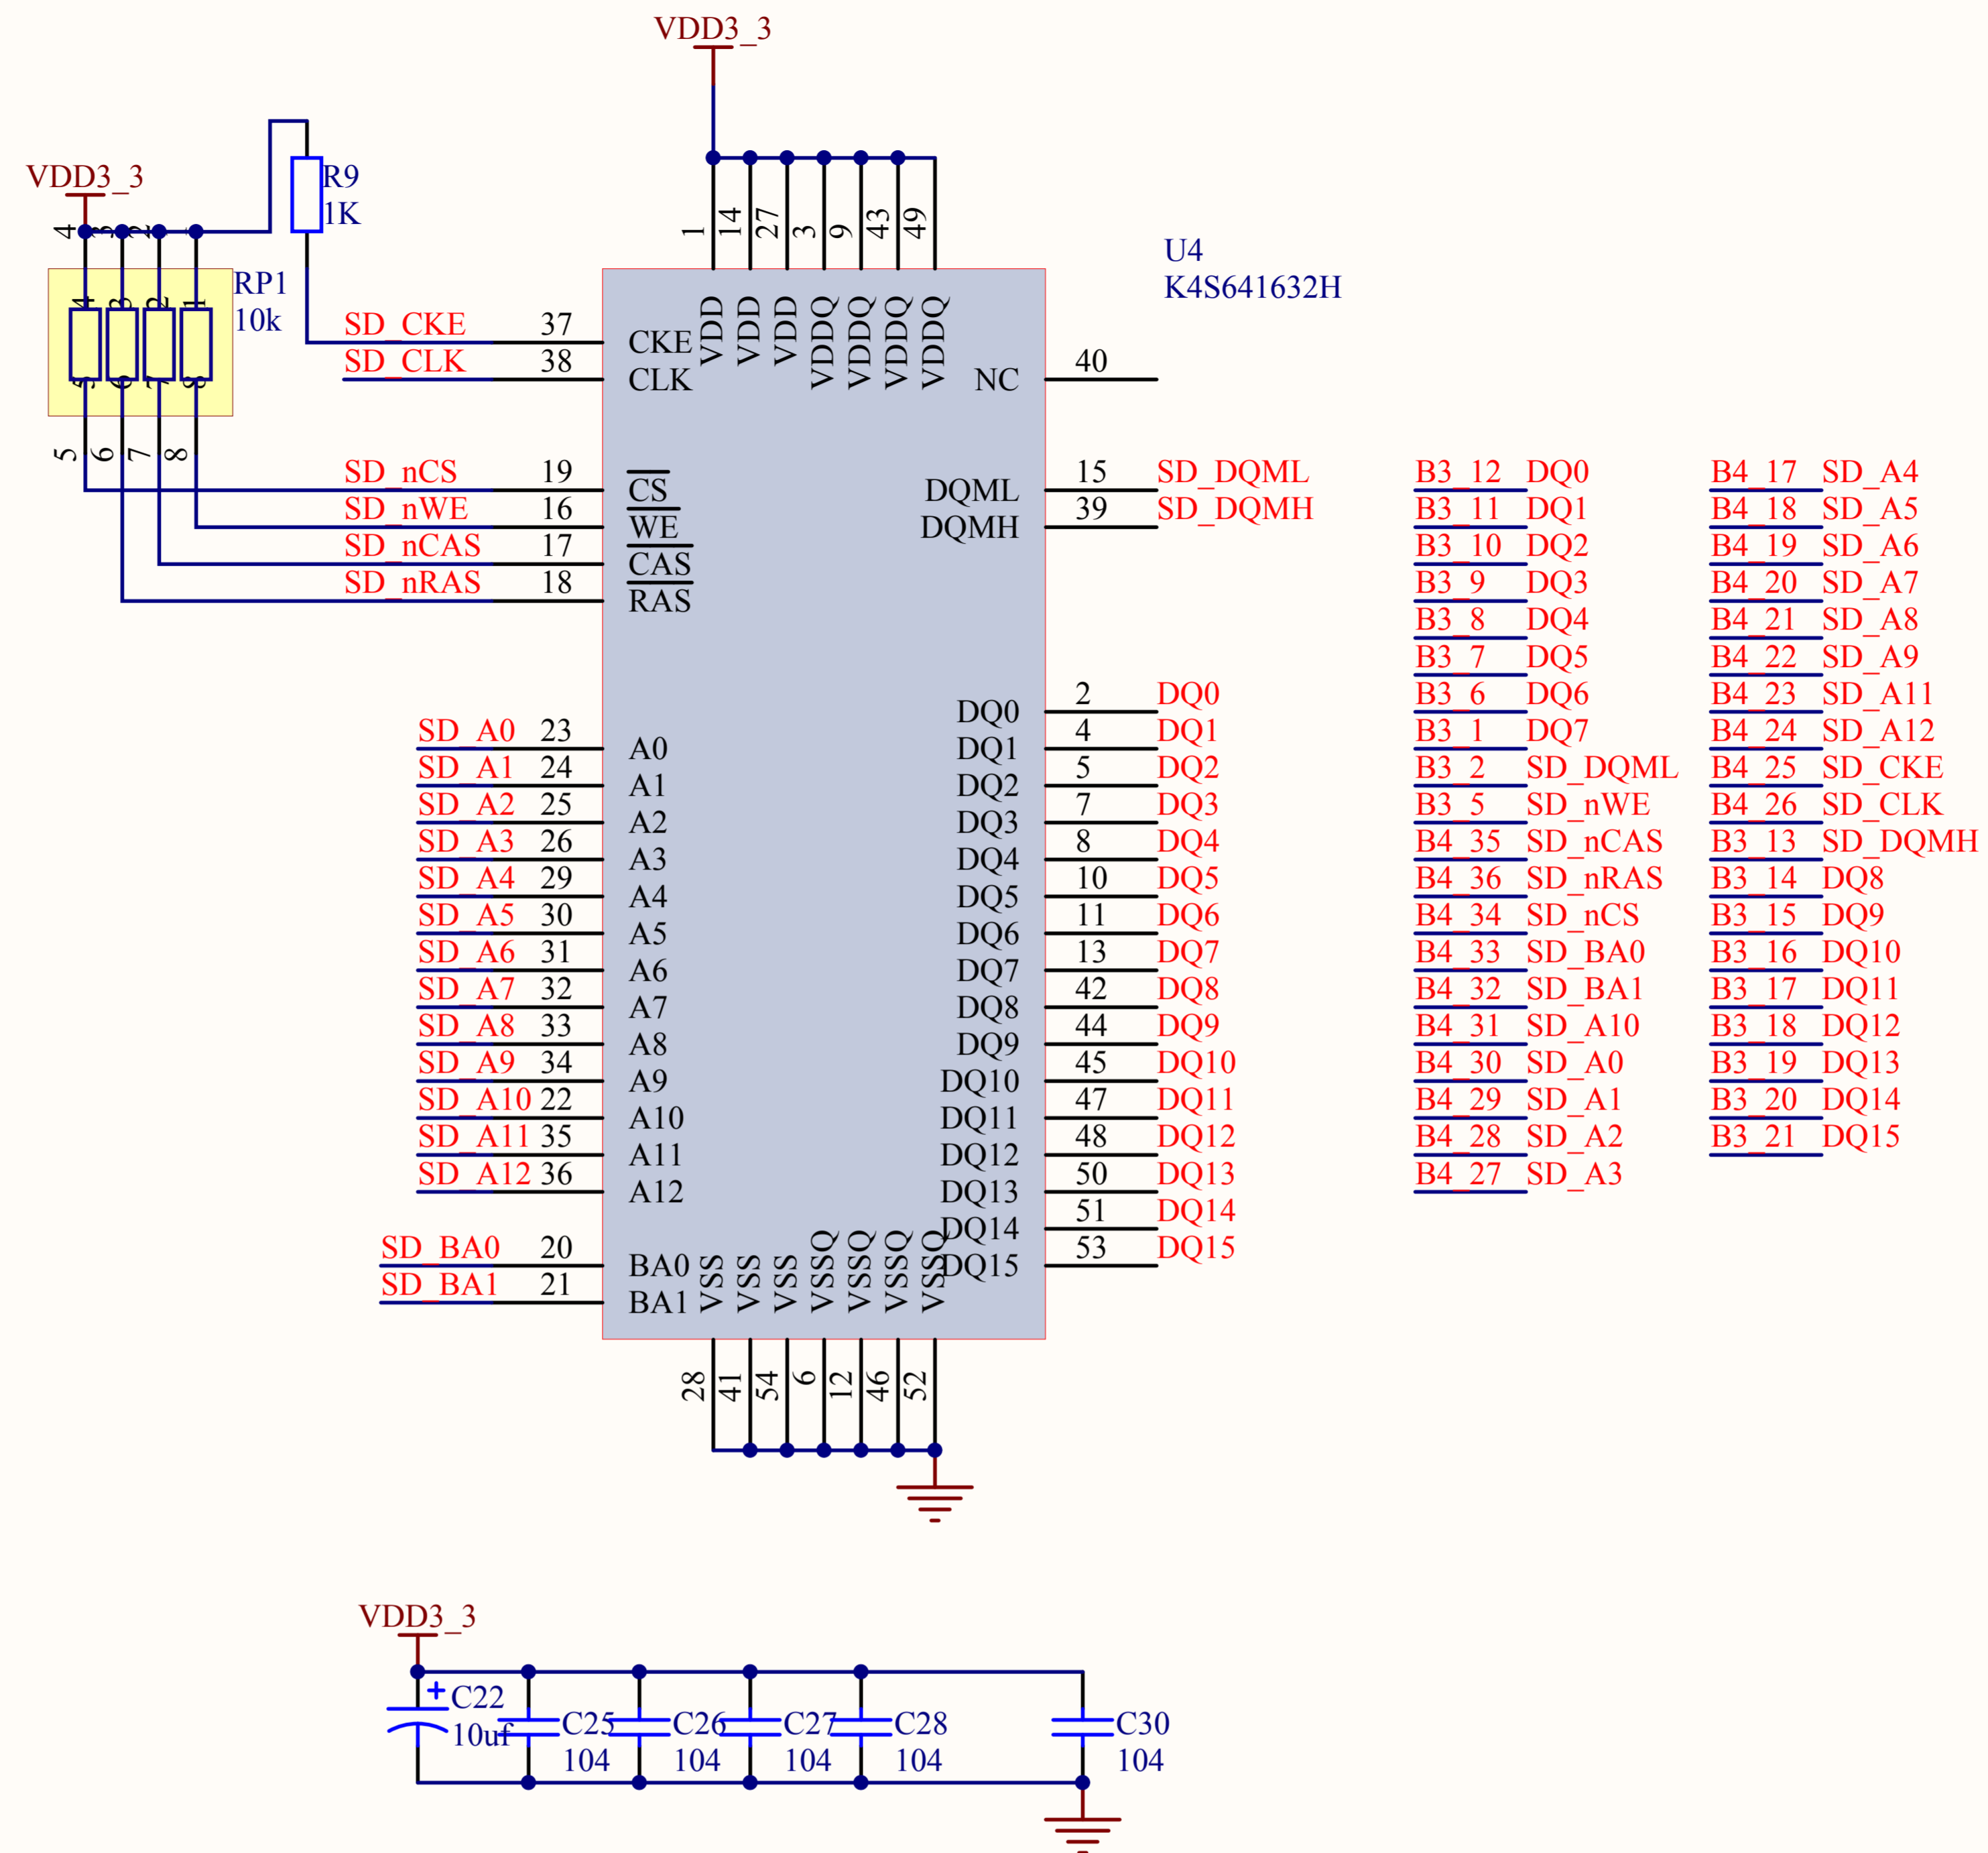 VDD3_3
VDD3_3
R9
1K
4 3 2 1
1 14 27 3 9 43 49
U4
K4S641632H
RP1
10k
4 3 2 1
5 6 7 8
5 6 7 8
VDD VDD VDD VDDQ VDDQ VDDQ VDDQ
SD_CKE 37 CKE
SD_CLK 38 CLK
NC 40
SD_nCS 19 CS
SD_nWE 16 WE
SD_nCAS 17 CAS
SD_nRAS 18 RAS
DQML 15 SD_DQML
DQMH 39 SD_DQMH
SD_A0 23 A0
SD_A1 24 A1
SD_A2 25 A2
SD_A3 26 A3
SD_A4 29 A4
SD_A5 30 A5
SD_A6 31 A6
SD_A7 32 A7
SD_A8 33 A8
SD_A9 34 A9
SD_A10 22 A10
SD_A11 35 A11
SD_A12 36 A12
SD_BA0 20 BA0
SD_BA1 21 BA1
DQ0 2 DQ0
DQ1 4 DQ1
DQ2 5 DQ2
DQ3 7 DQ3
DQ4 8 DQ4
DQ5 10 DQ5
DQ6 11 DQ6
DQ7 13 DQ7
DQ8 42 DQ8
DQ9 44 DQ9
DQ10 45 DQ10
DQ11 47 DQ11
DQ12 48 DQ12
DQ13 50 DQ13
DQ14 51 DQ14
DQ15 53 DQ15
VSS VSS VSS VSSQ VSSQ VSSQ VSSQ
28 41 54 6 12 46 52
B3_12 DQ0
B3_11 DQ1
B3_10 DQ2
B3_9 DQ3
B3_8 DQ4
B3_7 DQ5
B3_6 DQ6
B3_1 DQ7
B3_2 SD_DQML
B3_5 SD_nWE
B4_35 SD_nCAS
B4_36 SD_nRAS
B4_34 SD_nCS
B4_33 SD_BA0
B4_32 SD_BA1
B4_31 SD_A10
B4_30 SD_A0
B4_29 SD_A1
B4_28 SD_A2
B4_27 SD_A3
B4_17 SD_A4
B4_18 SD_A5
B4_19 SD_A6
B4_20 SD_A7
B4_21 SD_A8
B4_22 SD_A9
B4_23 SD_A11
B4_24 SD_A12
B4_25 SD_CKE
B4_26 SD_CLK
B3_13 SD_DQMH
B3_14 DQ8
B3_15 DQ9
B3_16 DQ10
B3_17 DQ11
B3_18 DQ12
B3_19 DQ13
B3_20 DQ14
B3_21 DQ15
VDD3_3
+ C22
10uf
C25
104
C26
104
C27
104
C28
104
C30
104